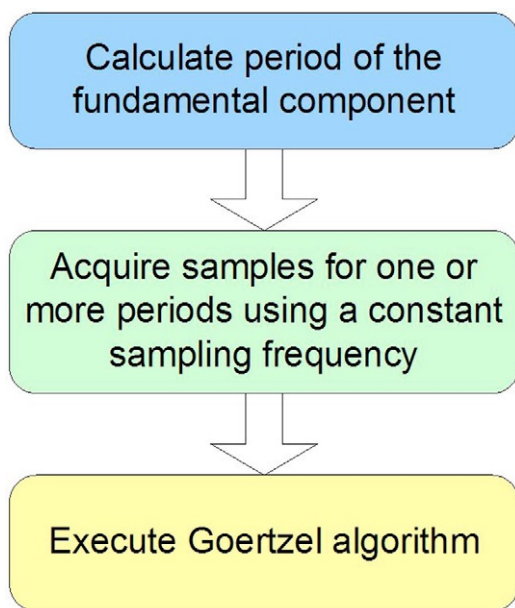 Calculate period of the
fundamental component
Acquire samples for one or
more periods using a constant
sampling frequency
Execute Goertzel algorithm